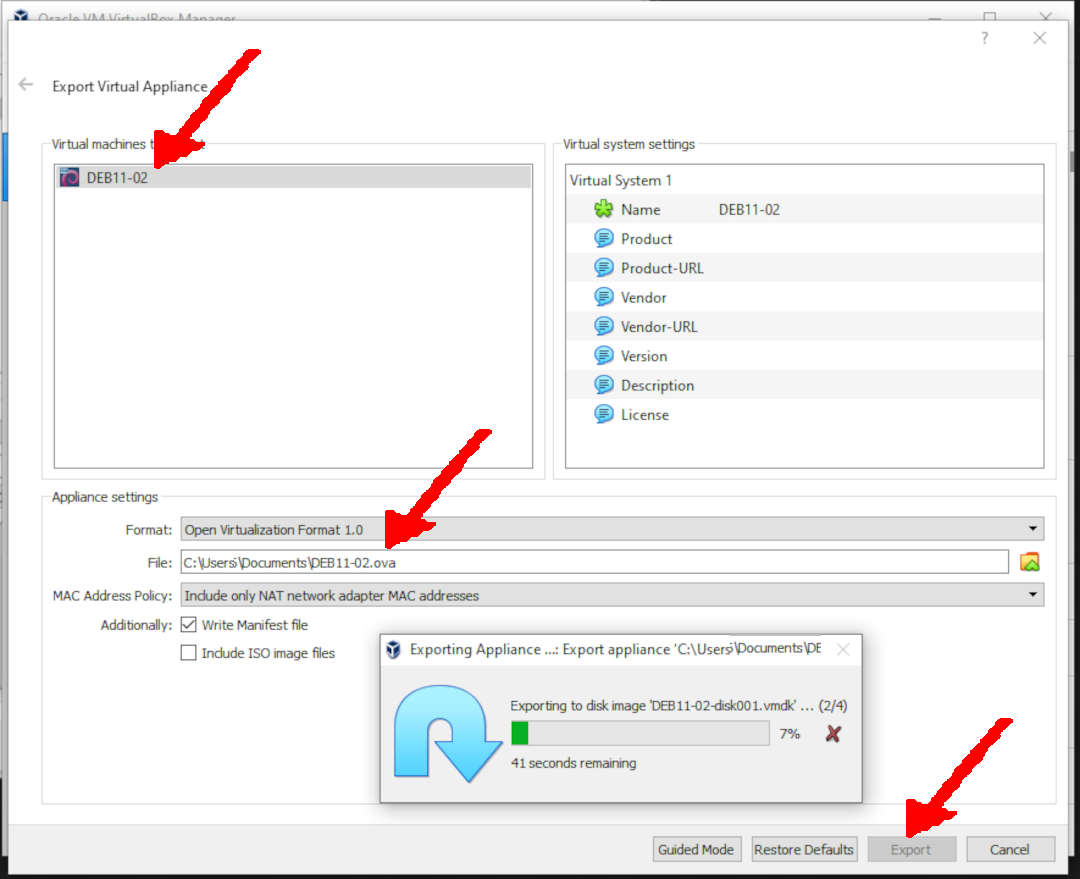 Oracle VM VirtualBox Manager
?
Export Virtual Appliance
Virtual machines
DEB11-02
Virtual system settings
Virtual System 1
Name DEB11-02
Product
Product-URL
Vendor
Vendor-URL
Version
Description
License
Appliance settings
Format: Open Virtualization Format 1.0
File: C:\Users\Documents\DEB11-02.ova
MAC Address Policy: Include only NAT network adapter MAC addresses
Additionally: Write Manifest file
Include ISO image files
Exporting Appliance ...: Export appliance 'C:\Users\Documents\DE
Exporting to disk image 'DEB11-02-disk001.vmdk' ... (2/4)
7%
41 seconds remaining
Guided Mode Restore Defaults Export Cancel